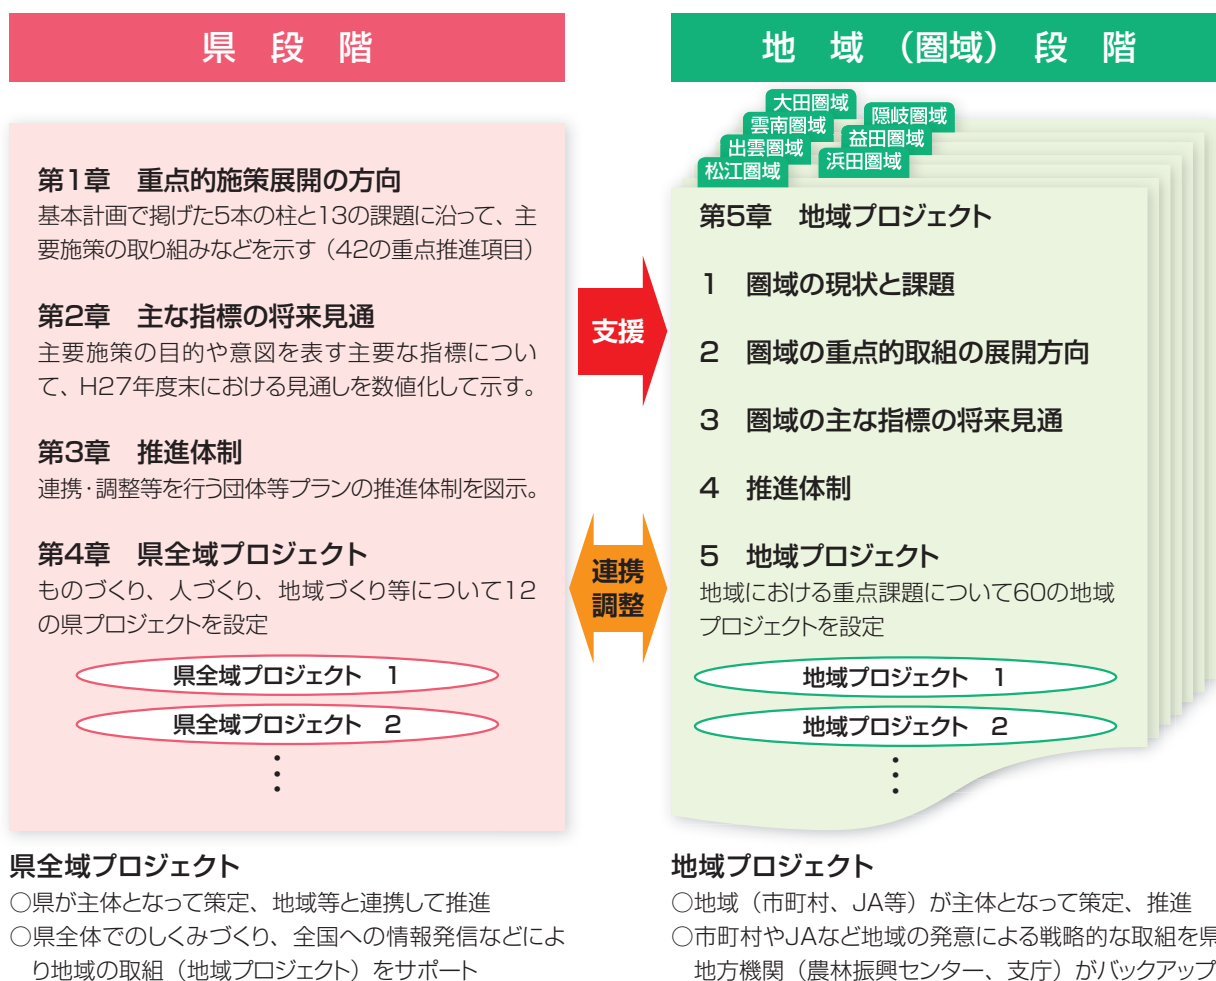 県 段 階
第1章　重点的施策展開の方向
基本計画で掲げた5本の柱と13の課題に沿って、主
要施策の取り組みなどを示す（42の重点推進項目）
第2章　主な指標の将来見通
主要施策の目的や意図を表す主要な指標につい
て、H27年度末における見通しを数値化して示す。
第3章　推進体制
連携・調整等を行う団体等プランの推進体制を図示。
第4章　県全域プロジェクト
ものづくり、人づくり、地域づくり等について12
の県プロジェクトを設定
県全域プロジェクト　1
県全域プロジェクト　2
⋮
支援
連携
調整
地 域（圏域）段 階
大田圏域
隠岐圏域
雲南圏域
益田圏域
出雲圏域
浜田圏域
松江圏域
第5章　地域プロジェクト
1　圏域の現状と課題
2　圏域の重点的取組の展開方向
3　圏域の主な指標の将来見通
4　推進体制
5　地域プロジェクト
地域における重点課題について60の地域
プロジェクトを設定
地域プロジェクト　1
地域プロジェクト　2
⋮
県全域プロジェクト
○県が主体となって策定、地域等と連携して推進
○県全体でのしくみづくり、全国への情報発信などによ
り地域の取組（地域プロジェクト）をサポート
地域プロジェクト
○地域（市町村、JA等）が主体となって策定、推進
○市町村やJAなど地域の発意による戦略的な取組を県
地方機関（農林振興センター、支庁）がバックアップ